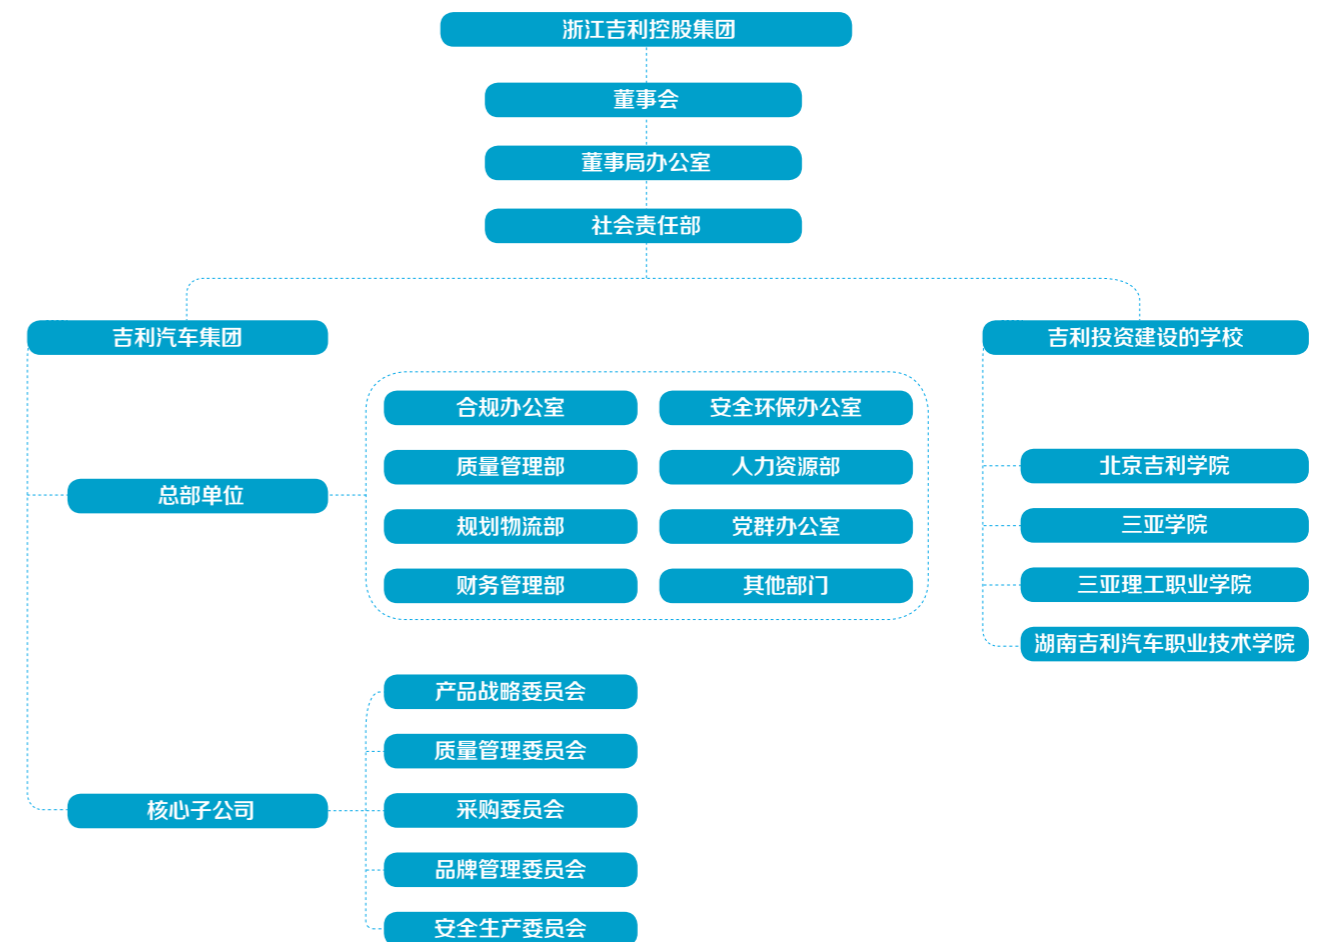 浙江吉利控股集团
董事会
董事局办公室
社会责任部
吉利汽车集团
吉利投资建设的学校
合规办公室
安全环保办公室
质量管理部
人力资源部
总部单位
规划物流部
党群办公室
财务管理部
其他部门
北京吉利学院
三亚学院
三亚理工职业学院
湖南吉利汽车职业技术学院
产品战略委员会
质量管理委员会
核心子公司
采购委员会
品牌管理委员会
安全生产委员会